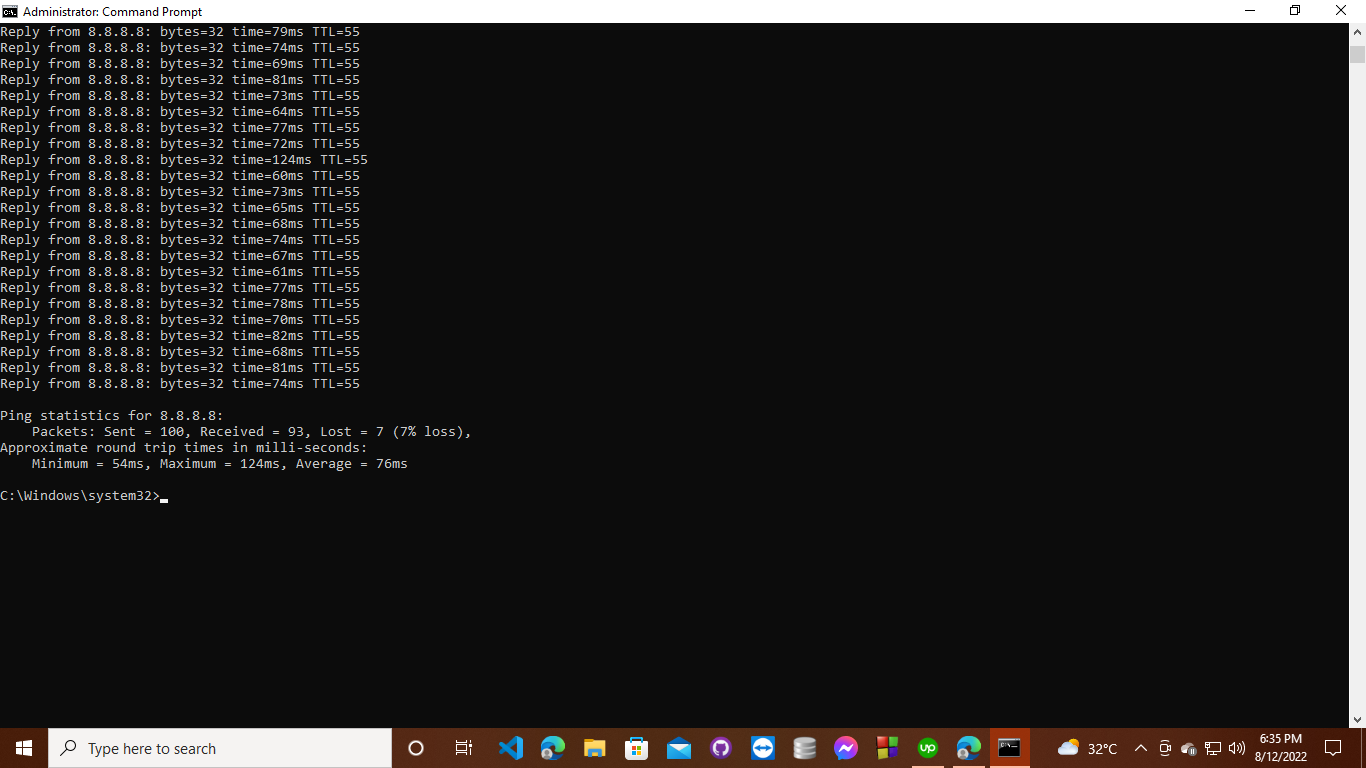 Administrator: Command Prompt
Reply from 8.8.8.8: bytes=32 time=79ms TTL=55
Reply from 8.8.8.8: bytes=32 time=74ms TTL=55
Reply from 8.8.8.8: bytes=32 time=69ms TTL=55
Reply from 8.8.8.8: bytes=32 time=81ms TTL=55
Reply from 8.8.8.8: bytes=32 time=73ms TTL=55
Reply from 8.8.8.8: bytes=32 time=64ms TTL=55
Reply from 8.8.8.8: bytes=32 time=77ms TTL=55
Reply from 8.8.8.8: bytes=32 time=72ms TTL=55
Reply from 8.8.8.8: bytes=32 time=124ms TTL=55
Reply from 8.8.8.8: bytes=32 time=60ms TTL=55
Reply from 8.8.8.8: bytes=32 time=73ms TTL=55
Reply from 8.8.8.8: bytes=32 time=65ms TTL=55
Reply from 8.8.8.8: bytes=32 time=68ms TTL=55
Reply from 8.8.8.8: bytes=32 time=74ms TTL=55
Reply from 8.8.8.8: bytes=32 time=67ms TTL=55
Reply from 8.8.8.8: bytes=32 time=61ms TTL=55
Reply from 8.8.8.8: bytes=32 time=77ms TTL=55
Reply from 8.8.8.8: bytes=32 time=78ms TTL=55
Reply from 8.8.8.8: bytes=32 time=70ms TTL=55
Reply from 8.8.8.8: bytes=32 time=82ms TTL=55
Reply from 8.8.8.8: bytes=32 time=68ms TTL=55
Reply from 8.8.8.8: bytes=32 time=81ms TTL=55
Reply from 8.8.8.8: bytes=32 time=74ms TTL=55
Ping statistics for 8.8.8.8:
Packets: Sent = 100, Received = 93, Lost = 7 (7% loss),
Approximate round trip times in milli-seconds:
Minimum = 54ms, Maximum = 124ms, Average = 76ms
C:\Windows\system32>
Type here to search
up
32°C
6:35 PM
8/12/2022